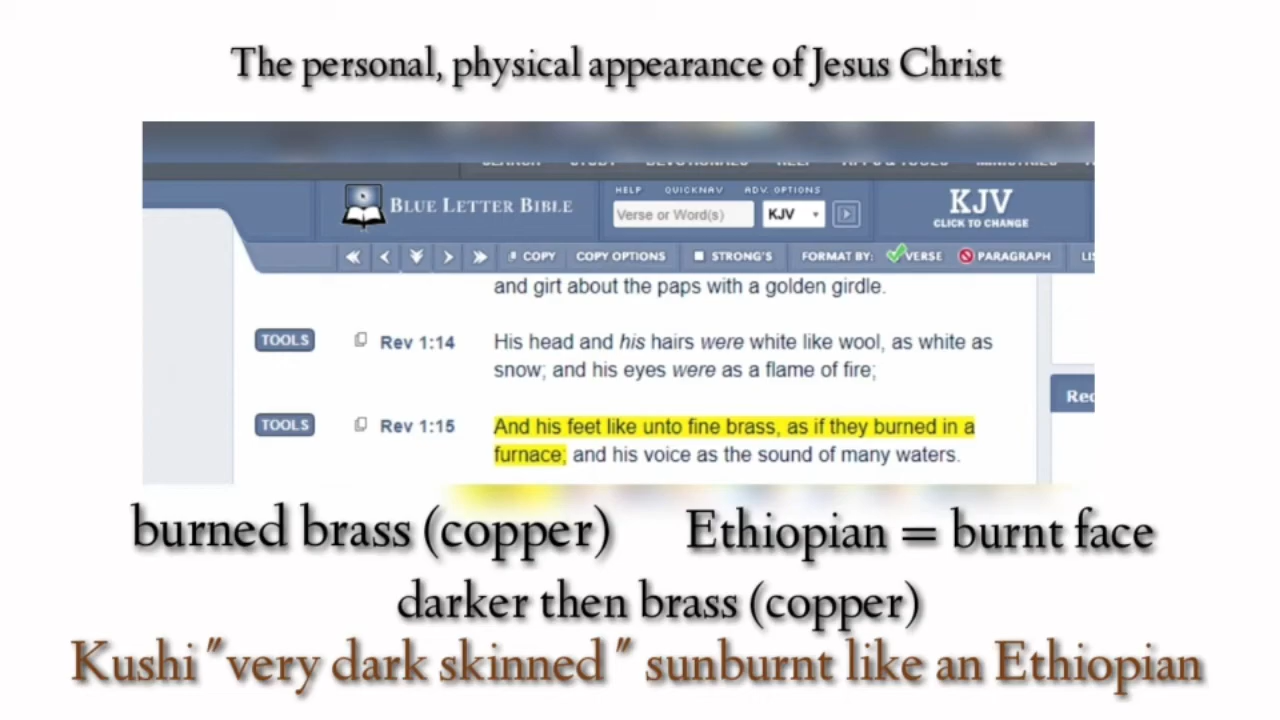 The personal, physical appearance of Jesus Christ
BLUE LETTER BIBLE
HELP QUICKNAV ADV. OPTIONS
Verse or Word(s) KJV
KJV
CLICK TO CHANGE
COPY COPY OPTIONS STRONG'S FORMAT BY: VERSE PARAGRAPH
and girt about the paps with a golden girdle.
TOOLS Rev 1:14 His head and his hairs were white like wool, as white as
snow; and his eyes were as a flame of fire;
TOOLS Rev 1:15 And his feet like unto fine brass, as if they burned in a
furnace; and his voice as the sound of many waters.
burned brass (copper) Ethiopian = burnt face
darker then brass (copper)
Kushi "very dark skinned" sunburnt like an Ethiopian